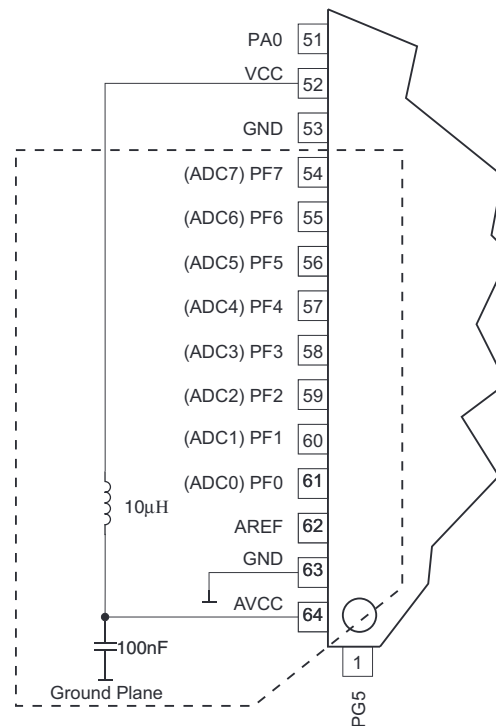 PA0 51
VCC 52
GND 53
(ADC7) PF7 54
(ADC6) PF6 55
(ADC5) PF5 56
(ADC4) PF4 57
(ADC3) PF3 58
(ADC2) PF2 59
(ADC1) PF1 60
(ADC0) PF0 61
10μH
AREF 62
GND 63
AVCC 64
100nF
1
Ground Plane
PG5